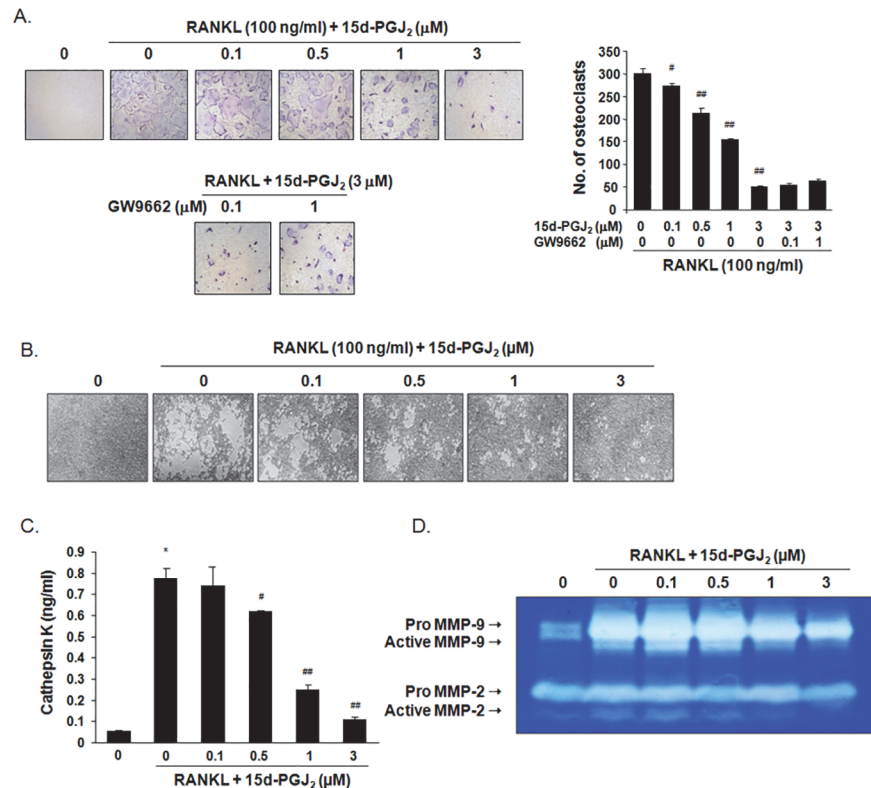 A.
RANKL (100 ng/ml) + 15d-PGJ₂ (μM)
0 0 0.1 0.5 1 3
RANKL + 15d-PGJ₂ (3 μM)
GW9662 (μM) 0.1 1
No. of osteoclasts
350
300
250
200
150
100
50
0
# ## ## ##
15d-PGJ₂ (μM) 0 0.1 0.5 1 3 3 3
GW9662 (μM) 0 0 0 0 0 0.1 1
RANKL (100 ng/ml)
B.
RANKL (100 ng/ml) + 15d-PGJ₂ (μM)
0 0 0.1 0.5 1 3
C.
Cathepsin K (ng/ml)
0.9
0.8
0.7
0.6
0.5
0.4
0.3
0.2
0.1
0
* # ## ##
0 0 0.1 0.5 1 3
RANKL + 15d-PGJ₂ (μM)
D.
RANKL + 15d-PGJ₂ (μM)
0 0 0.1 0.5 1 3
Pro MMP-9 →
Active MMP-9 →
Pro MMP-2 →
Active MMP-2 →